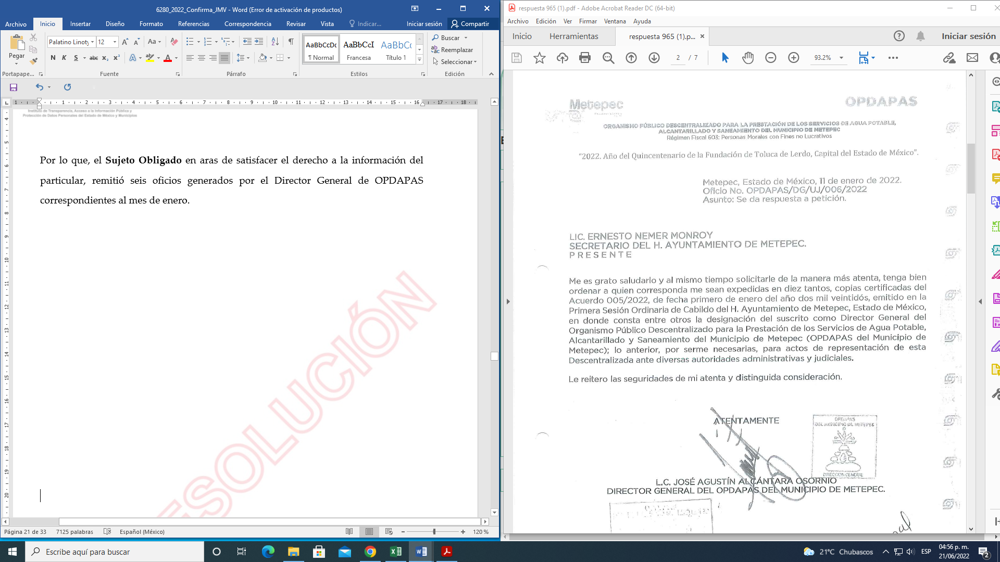 6280_2022_Confirma_JMV - Word (Error de activación de productos)
Archivo Inicio Insertar Diseño Formato Referencias Correspondencia Revisar Vista Indicar... Iniciar sesión Compartir
Pegar
Palatino Linoty 12
N K S abc x₂ x²
AaBbCcDc AaBbCcI AaBbCc
¶ Normal Francesa Título 1
Buscar
Reemplazar
Seleccionar
Portapape... Fuente Párrafo Estilos Edición
Instituto de Transparencia, Acceso a la Información Pública y
Protección de Datos Personales del Estado de México y Municipios
Por lo que, el Sujeto Obligado en aras de satisfacer el derecho a la información del
particular, remitió seis oficios generados por el Director General de OPDAPAS
correspondientes al mes de enero.
ESOLUCIÓN
Página 21 de 33 7125 palabras Español (México) 120 %
respuesta 965 (1).pdf - Adobe Acrobat Reader DC (64-bit)
Archivo Edición Ver Firmar Ventana Ayuda
Inicio Herramientas respuesta 965 (1).p... × Iniciar sesión
2 / 7 93.2%
Metepec
OPDAPAS
ORGANISMO PÚBLICO DESCENTRALIZADO PARA LA PRESTACIÓN DE LOS SERVICIOS DE AGUA POTABLE,
ALCANTARILLADO Y SANEAMIENTO DEL MUNICIPIO DE METEPEC
Régimen Fiscal 603: Personas Morales con Fines no Lucrativos
“2022. Año del Quincentenario de la Fundación de Toluca de Lerdo, Capital del Estado de México”.
Metepec, Estado de México, 11 de enero de 2022.
Oficio No. OPDAPAS/DG/UJ/006/2022
Asunto: Se da respuesta a petición.
LIC. ERNESTO NEMER MONROY
SECRETARIO DEL H. AYUNTAMIENTO DE METEPEC.
P R E S E N T E
Me es grato saludarlo y al mismo tiempo solicitarle de la manera más atenta, tenga bien
ordenar a quien corresponda me sean expedidas en diez tantos, copias certificadas del
Acuerdo 005/2022, de fecha primero de enero del año dos mil veintidós, emitido en la
Primera Sesión Ordinaria de Cabildo del H. Ayuntamiento de Metepec, Estado de México,
en donde consta entre otros la designación del suscrito como Director General del
Organismo Público Descentralizado para la Prestación de los Servicios de Agua Potable,
Alcantarillado y Saneamiento del Municipio de Metepec (OPDAPAS del Municipio de
Metepec); lo anterior, por serme necesarias, para actos de representación de esta
Descentralizada ante diversas autoridades administrativas y judiciales.
Le reitero las seguridades de mi atenta y distinguida consideración.
ATENTAMENTE
OPDAPAS
DEL MUNICIPIO DE METEPEC
DIRECCIÓN GENERAL
L.C. JOSÉ AGUSTÍN ALCÁNTARA OSORNIO
DIRECTOR GENERAL DEL OPDAPAS DEL MUNICIPIO DE METEPEC.
Escribe aquí para buscar
21°C Chubascos ESP 04:56 p. m.
21/06/2022
2